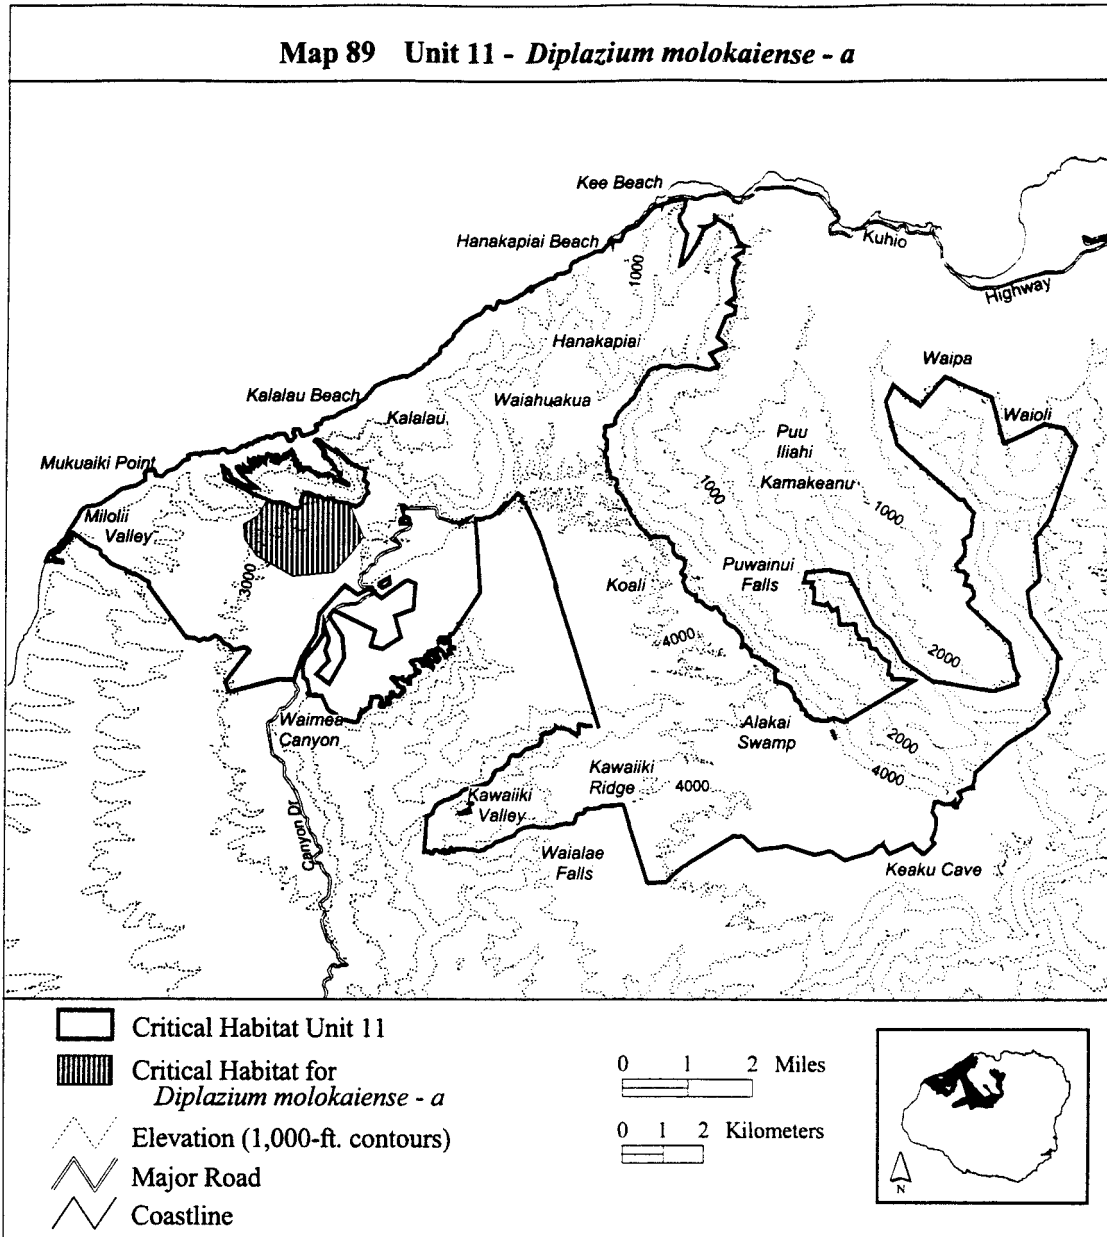 Map 89 Unit 11 - Diplazium molokaiense - a
Kee Beach
Hanakapiai Beach
Kuhio
Highway
1000
Hanakapiai
Waipa
Kalalau Beach
Waiahuakua
Kalalau
Waioli
Puu
Iliahi
Mukuaiki Point
Kamakeanu
1000
1000
Milolii
Valley
3000
Puwainui
Falls
Koali
4000
2000
Waimea
Canyon
Alakai
Swamp
2000
4000
Kawaiiki
Ridge
4000
Kawaiiki
Valley
Canyon Dr
Waialae
Falls
Keaku Cave
Critical Habitat Unit 11
Critical Habitat for
Diplazium molokaiense - a
Elevation (1,000-ft. contours)
Major Road
Coastline
0 1 2 Miles
0 1 2 Kilometers
N